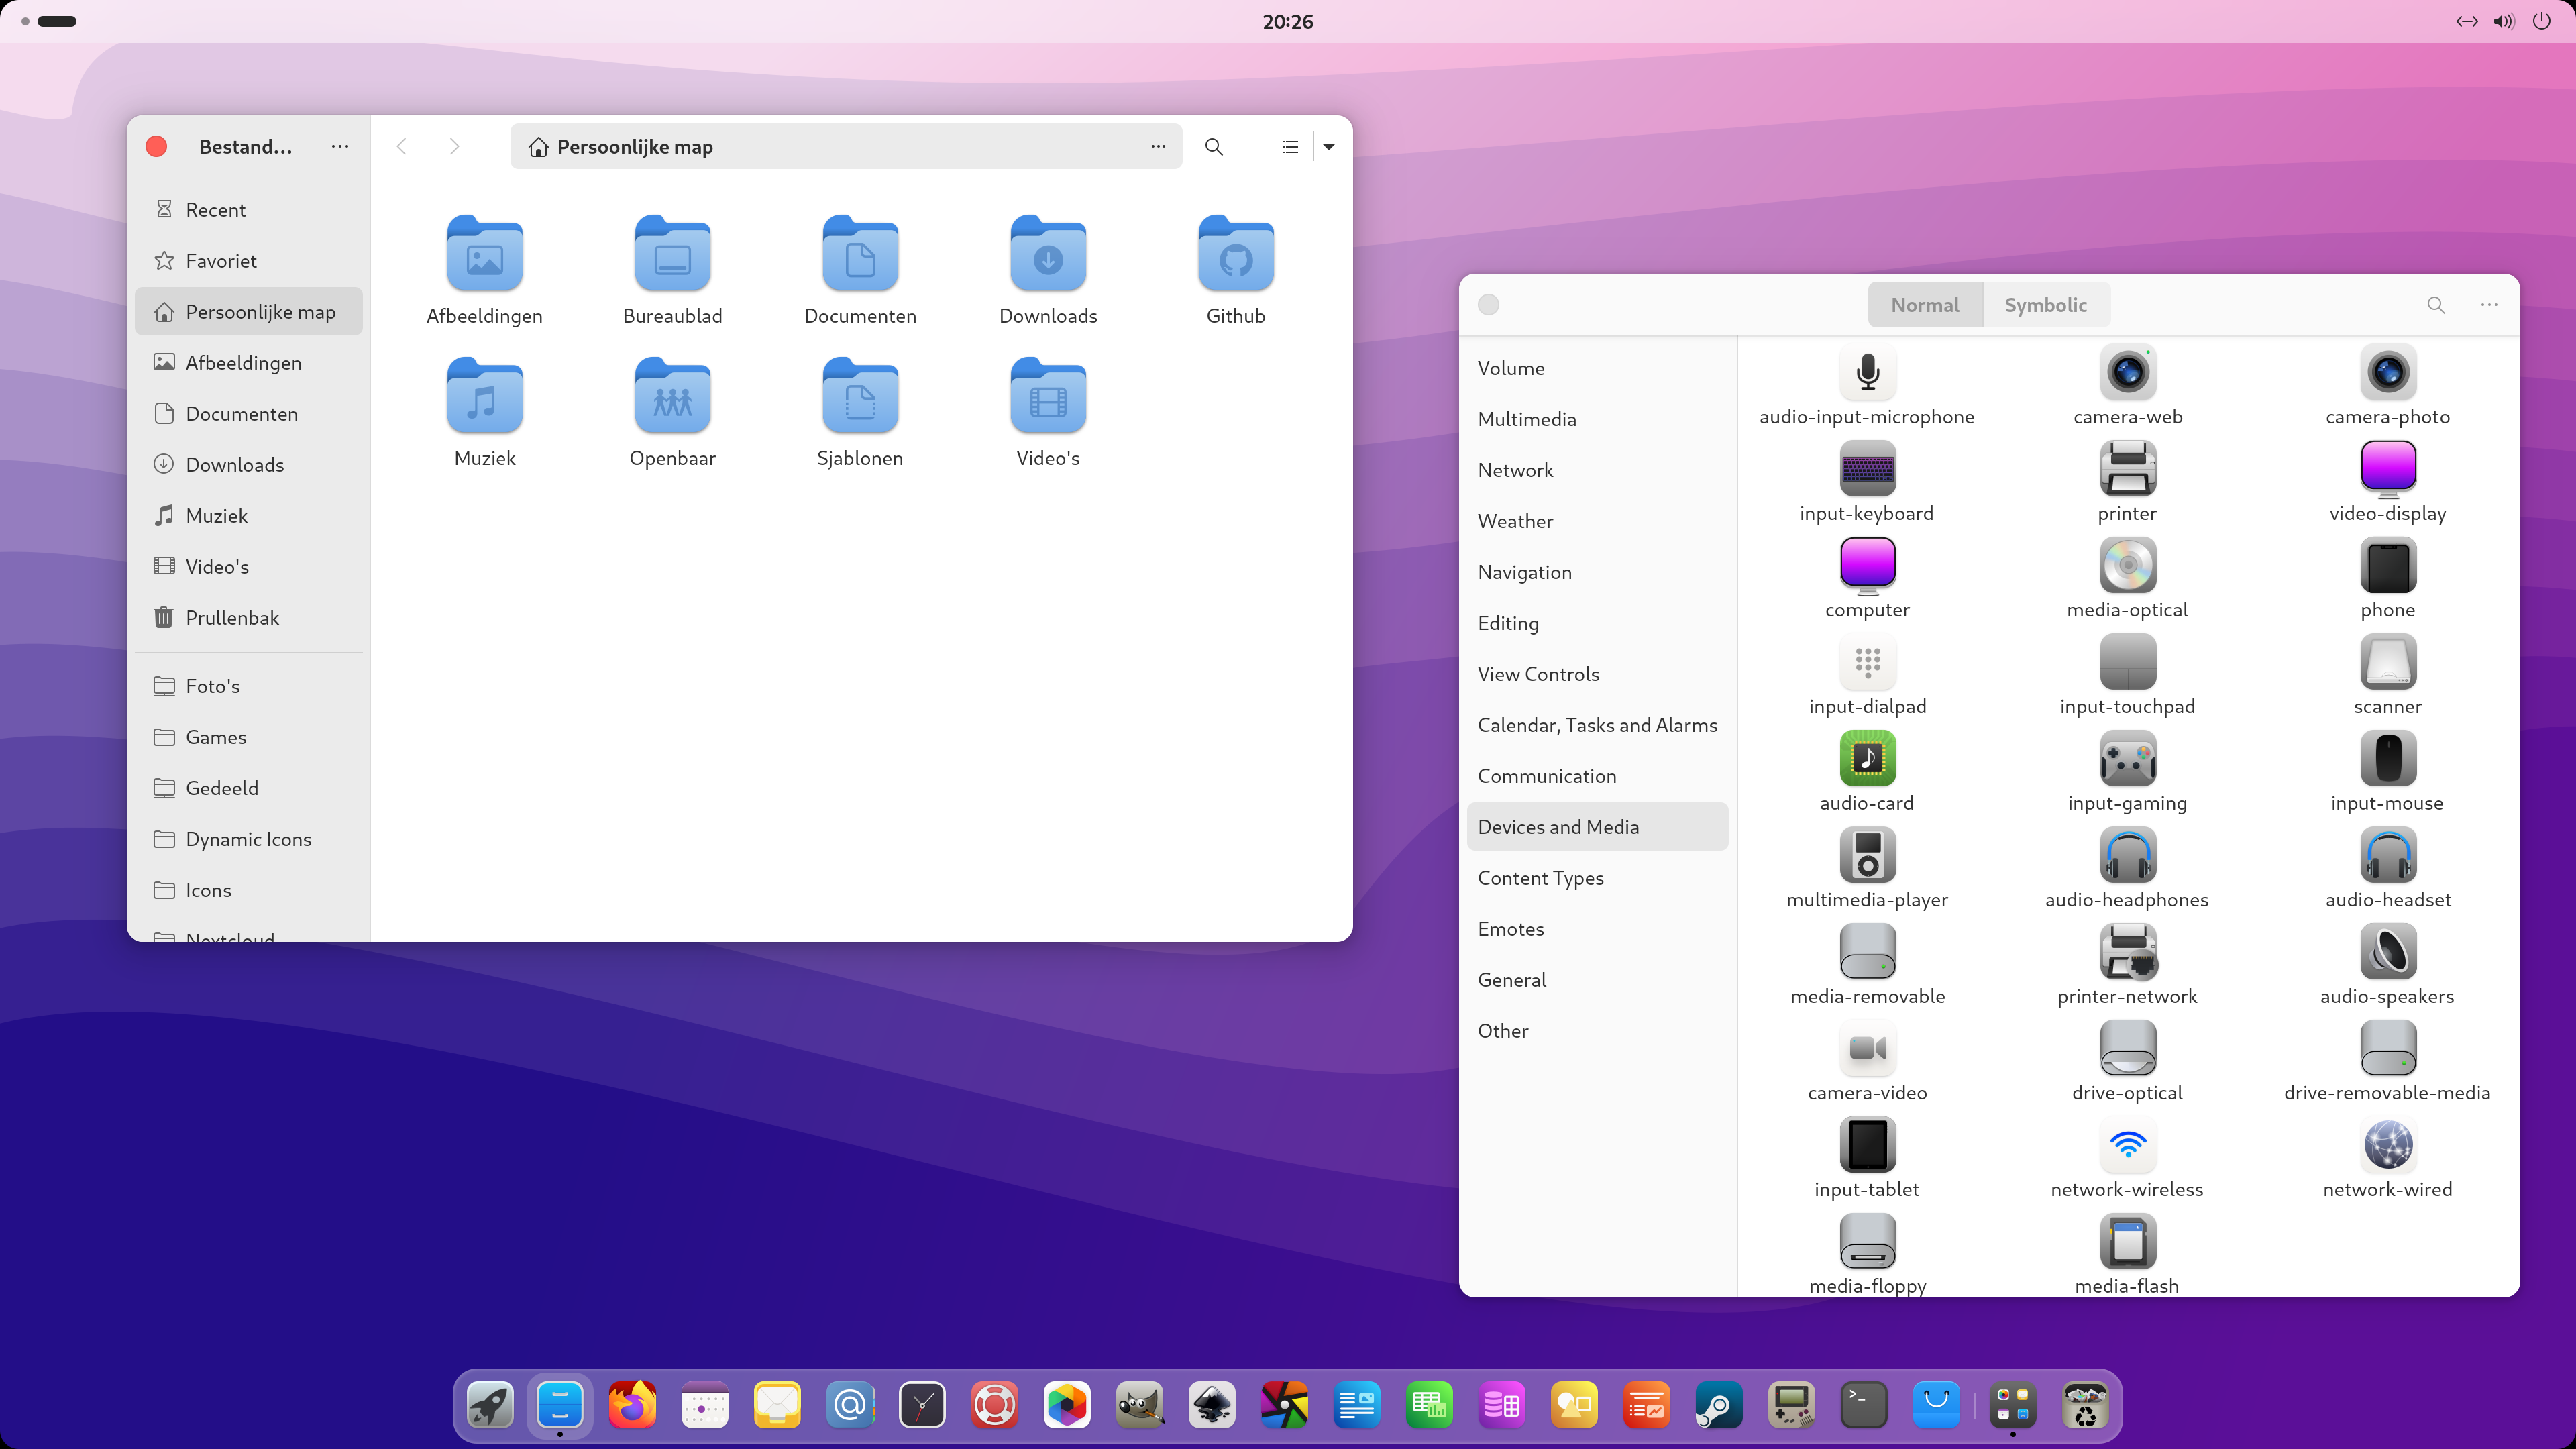 20:26
Bestand...
Persoonlijke map
Recent
Favoriet
Persoonlijke map
Afbeeldingen
Documenten
Downloads
Muziek
Video's
Prullenbak
Foto's
Games
Gedeeld
Dynamic Icons
Icons
Nextcloud
Afbeeldingen
Bureaublad
Documenten
Downloads
Github
Muziek
Openbaar
Sjablonen
Video's
Normal
Symbolic
Volume
Multimedia
Network
Weather
Navigation
Editing
View Controls
Calendar, Tasks and Alarms
Communication
Devices and Media
Content Types
Emotes
General
Other
audio-input-microphone
camera-web
camera-photo
input-keyboard
printer
video-display
computer
media-optical
phone
input-dialpad
input-touchpad
scanner
audio-card
input-gaming
input-mouse
multimedia-player
audio-headphones
audio-headset
media-removable
printer-network
audio-speakers
camera-video
drive-optical
drive-removable-media
input-tablet
network-wireless
network-wired
media-floppy
media-flash